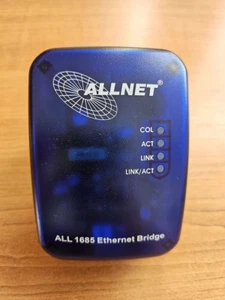 ALLNET®
COL
ACT
LINK
LINK/ACT
ALL 1685 Ethernet Bridge